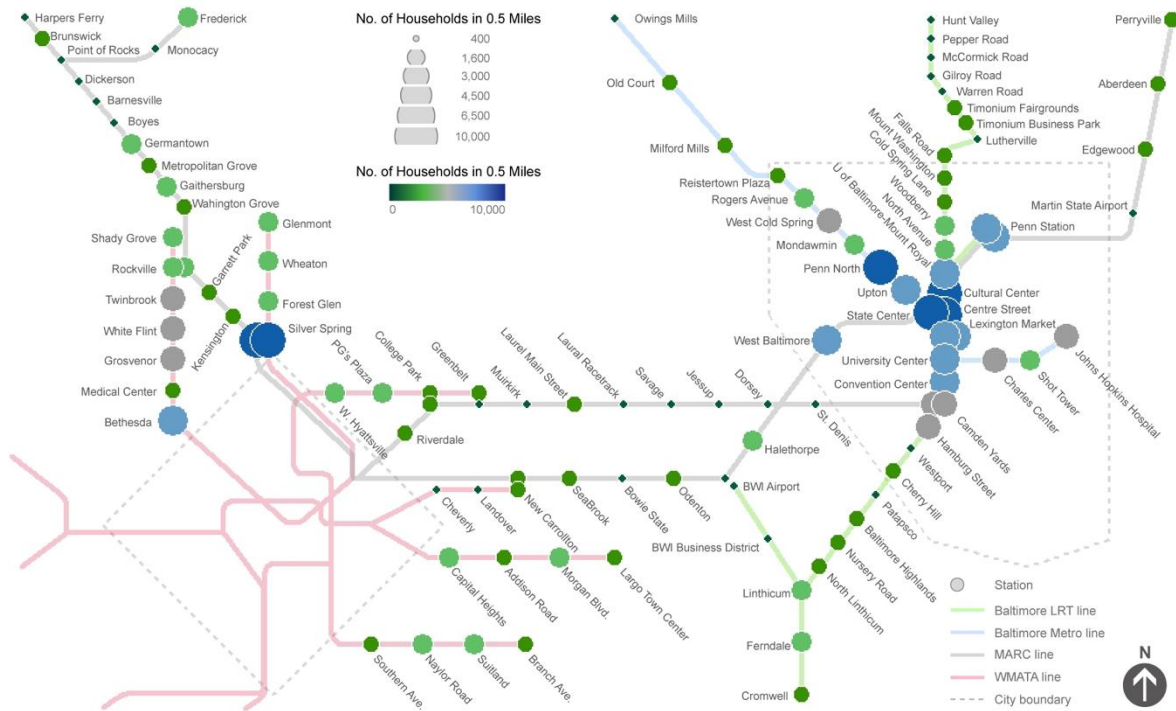 Harpers Ferry
Brunswick
Point of Rocks
Frederick
Monocacy
Dickerson
Barnesville
Boyes
Germantown
Metropolitan Grove
Gaithersburg
Wahington Grove
Shady Grove
Rockville
Garrett Park
Twinbrook
White Flint
Kensington
Grosvenor
Medical Center
Bethesda
Glenmont
Wheaton
Forest Glen
Silver Spring
No. of Households in 0.5 Miles
400
1,600
3,000
4,500
6,500
10,000
No. of Households in 0.5 Miles
0
10,000
PG's Plaza
College Park
Greenbelt
Muirkirk
Laurel Main Street
Laural Racetrack
Savage
Jessup
Dorsey
St. Denis
W. Hyattsville
Riverdale
Cheverly
Landover
New Carrollton
SeaBrook
Bowie State
Odenton
BWI Airport
Halethorpe
Capital Heights
Addison Road
Morgan Blvd.
Largo Town Center
Southern Ave.
Naylor Road
Suitland
Branch Ave.
Owings Mills
Old Court
Milford Mills
Reistertown Plaza
Rogers Avenue
West Cold Spring
Mondawmin
Penn North
Upton
State Center
West Baltimore
Hunt Valley
Pepper Road
McCormick Road
Gilroy Road
Warren Road
Timonium Fairgrounds
Timonium Business Park
Lutherville
Falls Road
Mount Washington
Cold Spring Lane
Woodberry
North Avenue
U of Baltimore-Mount Royal
Perryville
Aberdeen
Edgewood
Martin State Airport
Penn Station
Cultural Center
Centre Street
Lexington Market
University Center
Convention Center
Charles Center
Shot Tower
Johns Hopkins Hospital
Camden Yards
Hamburg Street
Westport
Cherry Hill
Patapsco
Baltimore Highlands
Nursery Road
North Linthicum
BWI Business District
Linthicum
Ferndale
Cromwell
Station
Baltimore LRT line
Baltimore Metro line
MARC line
WMATA line
City boundary
N